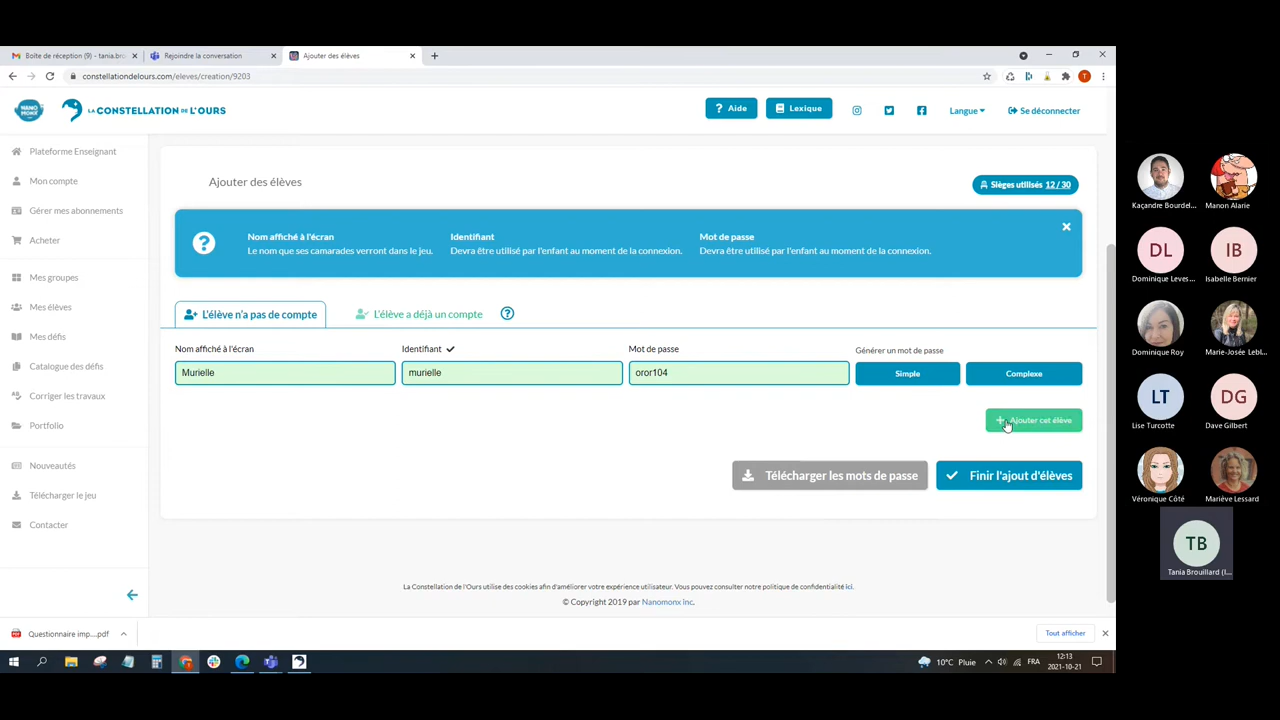 Boîte de réception (9) - tania.bro
Rejoindre la conversation
Ajouter des élèves
constellationdelours.com/eleves/creation/9203
NANO MONX
LA CONSTELLATION DE L'OURS
Aide
Lexique
Langue
Se déconnecter
Plateforme Enseignant
Mon compte
Gérer mes abonnements
Acheter
Mes groupes
Mes élèves
Mes défis
Catalogue des défis
Corriger les travaux
Portfolio
Nouveautés
Télécharger le jeu
Contacter
Ajouter des élèves
Sièges utilisés 12 / 30
Nom affiché à l'écran
Le nom que ses camarades verront dans le jeu.
Identifiant
Devra être utilisé par l'enfant au moment de la connexion.
Mot de passe
Devra être utilisé par l'enfant au moment de la connexion.
L'élève n'a pas de compte
L'élève a déjà un compte
Nom affiché à l'écran
Identifiant
Mot de passe
Générer un mot de passe
Murielle
murielle
oror104
Simple
Complexe
Ajouter cet élève
Télécharger les mots de passe
Finir l'ajout d'élèves
La Constellation de l'Ours utilise des cookies afin d'améliorer votre expérience utilisateur. Vous pouvez consulter notre politique de confidentialité ici.
© Copyright 2019 par Nanomonx inc.
Questionnaire imp....pdf
Tout afficher
10°C Pluie
FRA
12:13
2021-10-21
T
Kaçandre Bourdel...
Manon Alarie
DL
Dominique Leves...
IB
Isabelle Bernier
Dominique Roy
Marie-Josée Lebl...
LT
Lise Turcotte
DG
Dave Gilbert
Véronique Côté
Mariève Lessard
TB
Tania Brouillard (I...